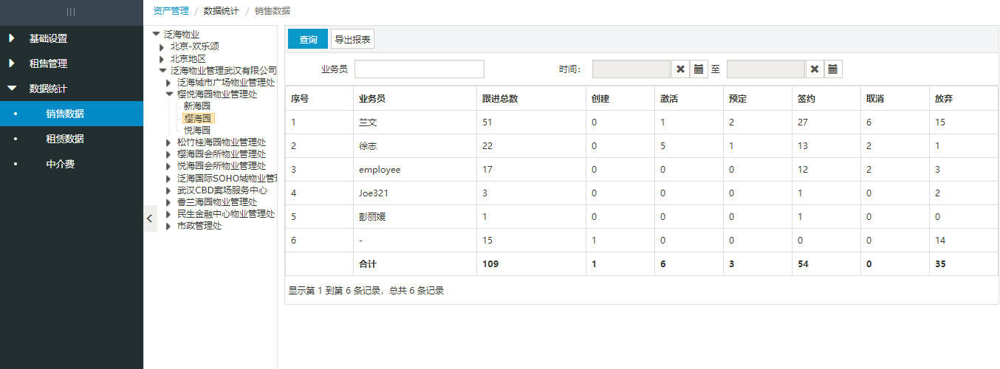 资产管理 / 数据统计 / 销售数据
基础设置
租售管理
数据统计
销售数据
租赁数据
中介费
泛海物业
北京-欢乐颂
北京地区
泛海物业管理武汉有限公司
泛海城市广场物业管理处
樱悦海园物业管理处
新海园
樱海园
悦海园
松竹桂海园物业管理处
樱海园会所物业管理处
悦海园会所物业管理处
泛海国际SOHO城物业管理
武汉CBD案场服务中心
香兰海园物业管理处
民生金融中心物业管理处
市政管理处
查询 导出报表
业务员 时间: 至
序号 业务员 跟进总数 创建 激活 预定 签约 取消 放弃
1 兰文 51 0 1 2 27 6 15
2 徐志 22 0 5 1 13 2 1
3 employee 17 0 0 0 12 2 3
4 Joe321 3 0 0 0 1 0 2
5 彭丽媛 1 0 0 0 1 0 0
6 - 15 1 0 0 0 0 14
合计 109 1 6 3 54 0 35
显示第 1 到第 6 条记录，总共 6 条记录